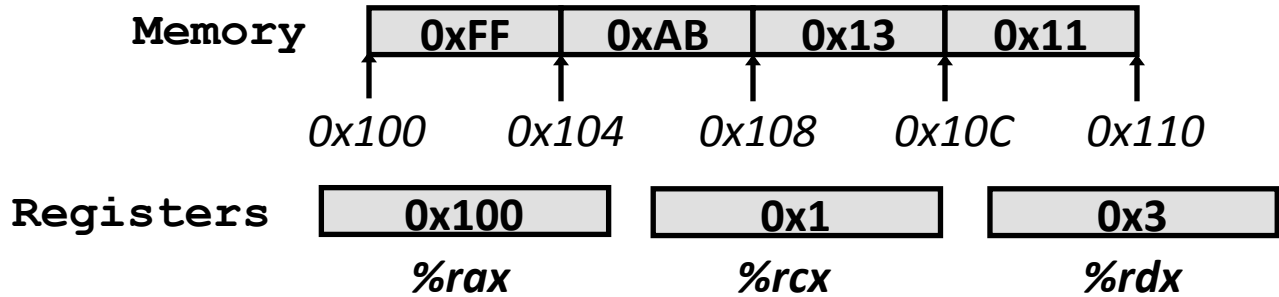 Memory 0xFF 0xAB 0x13 0x11
0x100 0x104 0x108 0x10C 0x110
Registers 0x100 0x1 0x3
%rax %rcx %rdx